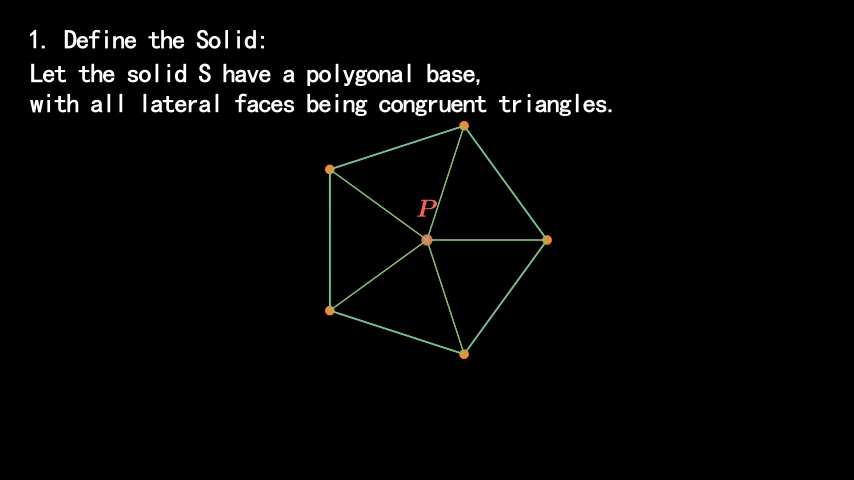 1. Define the Solid:
Let the solid S have a polygonal base,
with all lateral faces being congruent triangles.
P